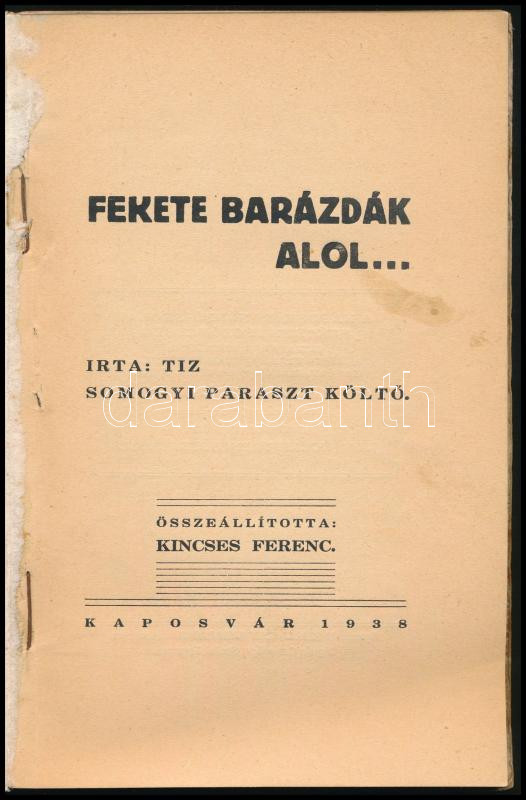 FEKETE BARÁZDÁK
ALOL...
IRTA: TIZ
SOMOGYI PARASZT KÖLTŐ.
darabanth
ÖSSZEÁLLÍTOTTA:
KINCSES FERENC.
KAPOSVÁR 1938